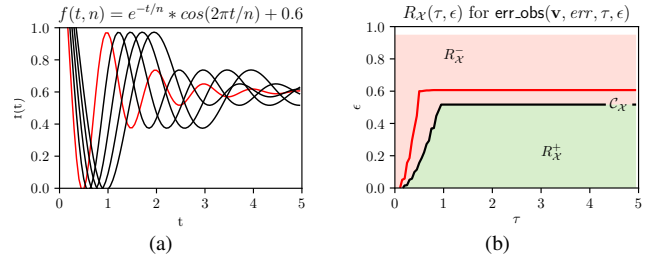 f(t, n) = e^{-t/n} * cos(2πt/n) + 0.6
1.0
0.8
0.6
0.4
0.2
0.0
f(t)
0 1 2 3 4 5
t
(a)
R_𝒳(τ, ϵ) for err_obs(v, err, τ, ϵ)
1.0
0.8
0.6
0.4
0.2
0.0
ϵ
R_𝒳^-
C_𝒳
R_𝒳^+
0 1 2 3 4 5
τ
(b)